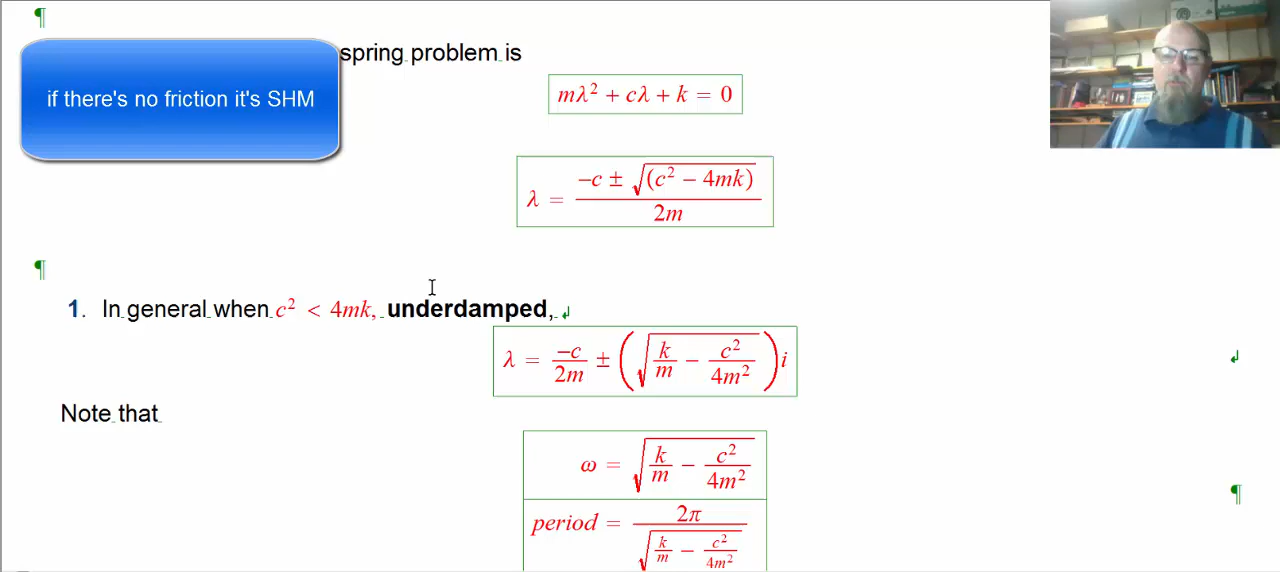 ¶
spring problem is
if there's no friction it's SHM
mλ² + cλ + k = 0
λ = (−c ± √(c² − 4mk)) / 2m
¶
1. In general when c² < 4mk, underdamped, ↲
λ = −c/2m ± (√(k/m − c²/4m²)) i
↲
Note that
ω = √(k/m − c²/4m²)
¶
period = 2π / √(k/m − c²/4m²)